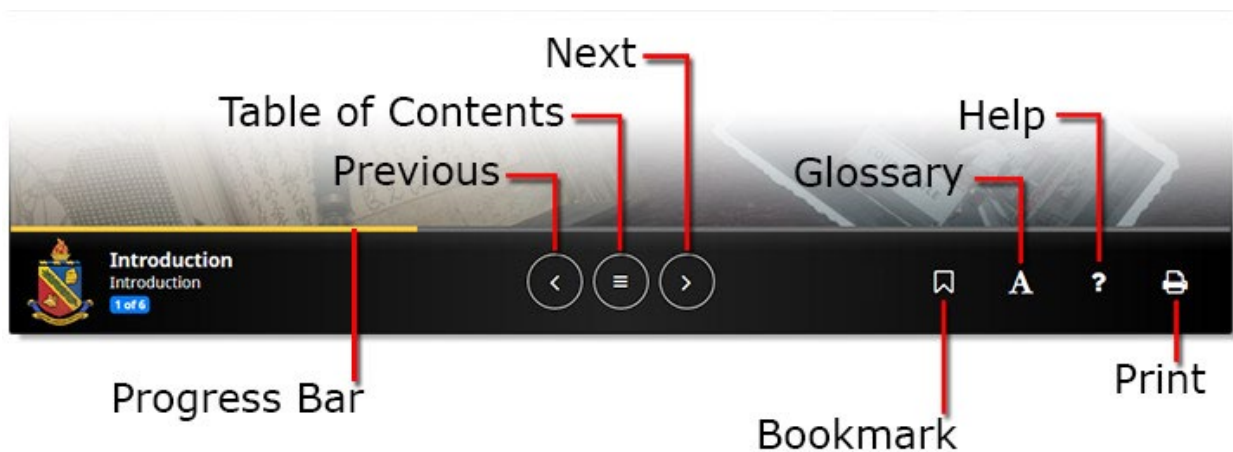 Next
Table of Contents
Help
Previous
Glossary
Introduction
Introduction
1 of 6
A
?
Progress Bar
Print
Bookmark